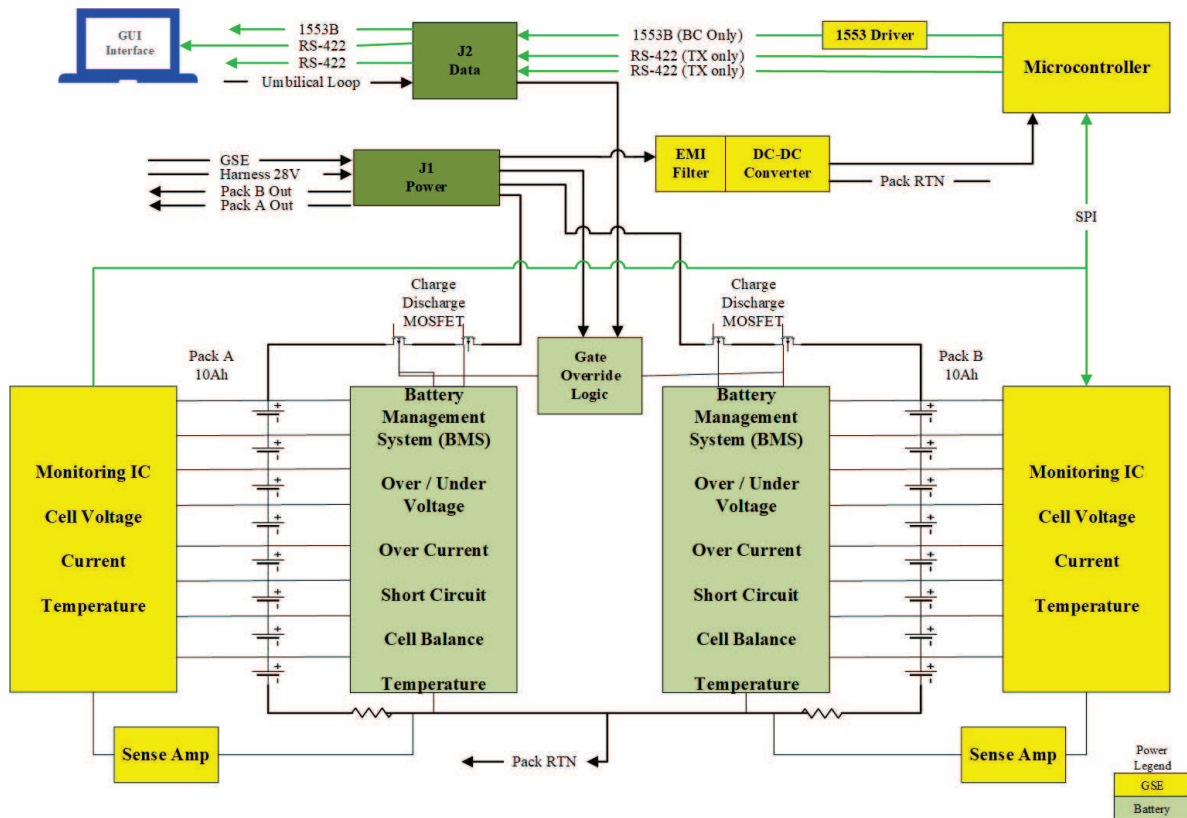 GUI
Interface
1553B
RS-422
RS-422
Umbilical Loop
J2
Data
1553B (BC Only)
RS-422 (TX only)
RS-422 (TX only)
1553 Driver
Microcontroller
GSE
Harness 28V
Pack B Out
Pack A Out
J1
Power
EMI
Filter
DC-DC
Converter
Pack RTN
SPI
Charge
Discharge
MOSFET
Charge
Discharge
MOSFET
Pack A
10Ah
Gate
Override
Logic
Pack B
10Ah
Monitoring IC
Cell Voltage
Current
Temperature
Battery
Management
System (BMS)
Over / Under
Voltage
Over Current
Short Circuit
Cell Balance
Temperature
Battery
Management
System (BMS)
Over / Under
Voltage
Over Current
Short Circuit
Cell Balance
Temperature
Monitoring IC
Cell Voltage
Current
Temperature
Sense Amp
Pack RTN
Sense Amp
Power
Legend
GSE
Battery